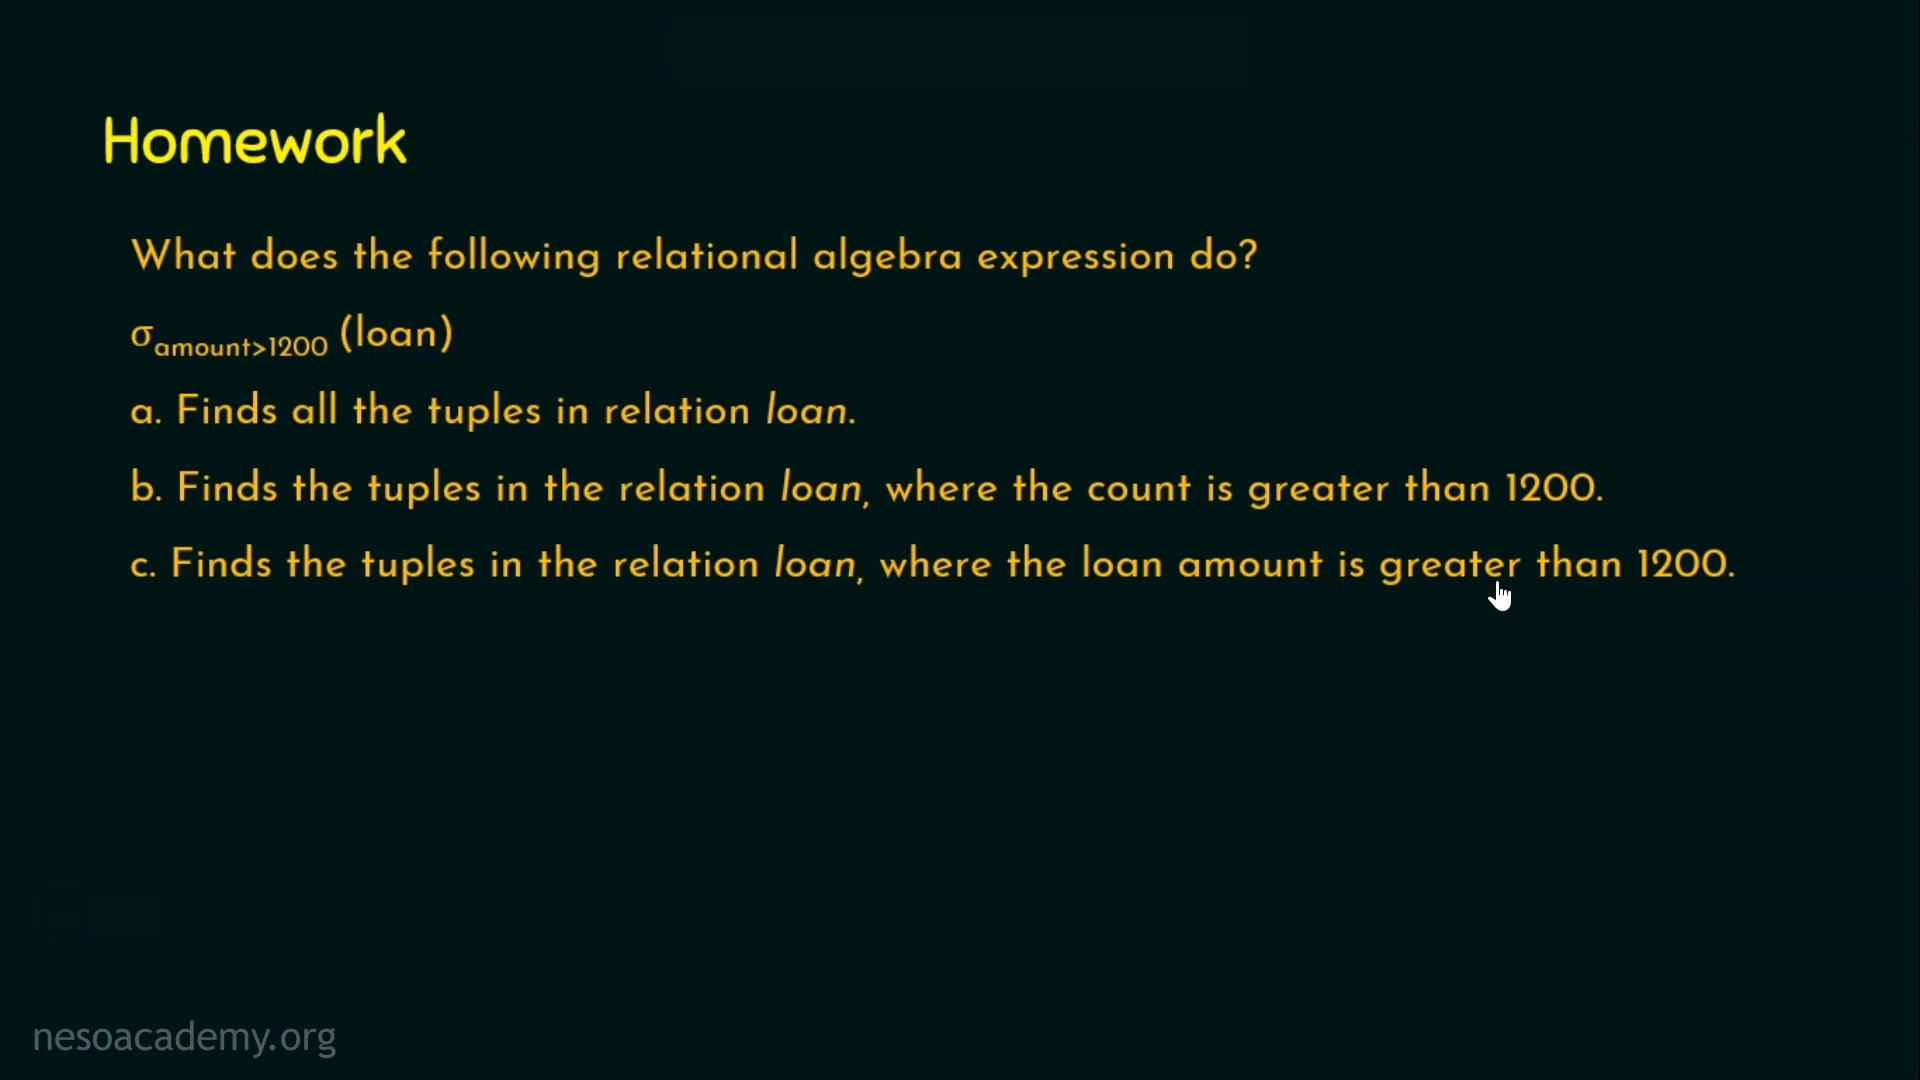 Homework
What does the following relational algebra expression do?
σamount>1200 (loan)
a. Finds all the tuples in relation loan.
b. Finds the tuples in the relation loan, where the count is greater than 1200.
c. Finds the tuples in the relation loan, where the loan amount is greater than 1200.
nesoacademy.org